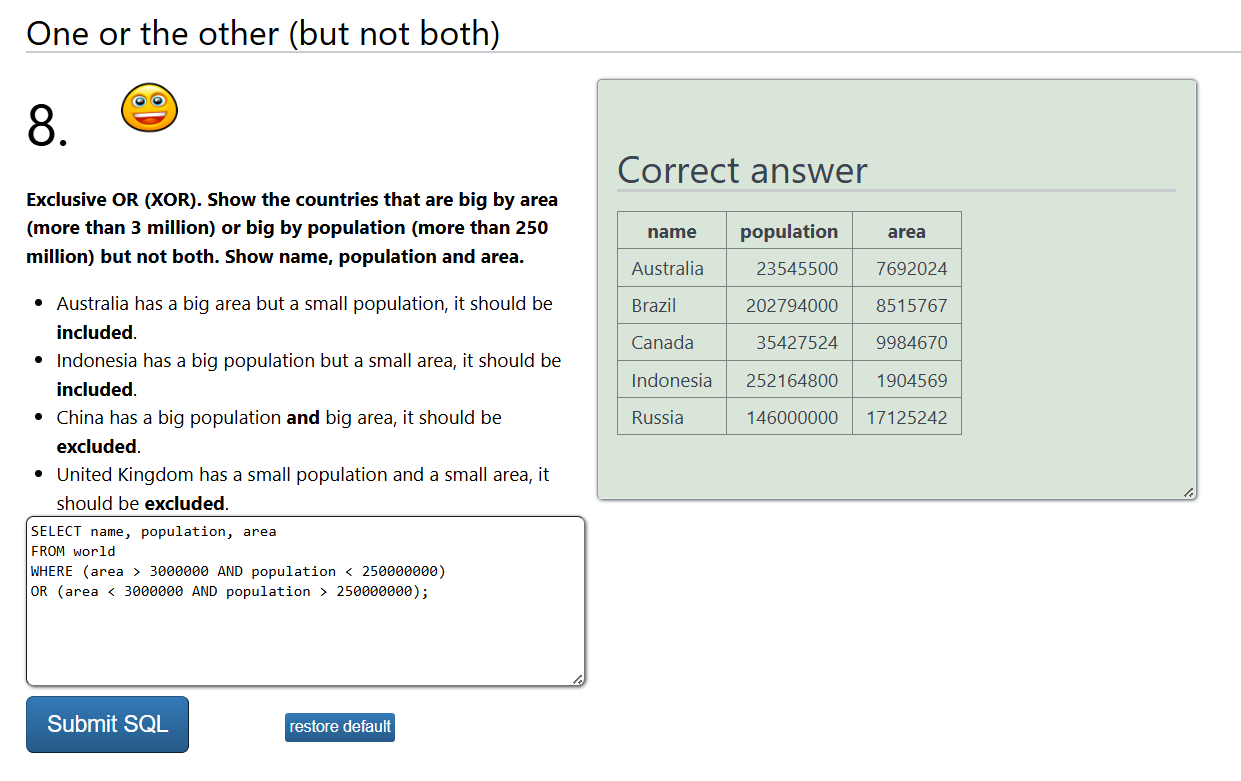 One or the other (but not both)
8.
Exclusive OR (XOR). Show the countries that are big by area
(more than 3 million) or big by population (more than 250
million) but not both. Show name, population and area.
Australia has a big area but a small population, it should be
included.
Indonesia has a big population but a small area, it should be
included.
China has a big population and big area, it should be
excluded.
United Kingdom has a small population and a small area, it
should be excluded.
SELECT name, population, area
FROM world
WHERE (area > 3000000 AND population < 250000000)
OR (area < 3000000 AND population > 250000000);
Submit SQL
restore default
Correct answer
name population area
Australia 23545500 7692024
Brazil 202794000 8515767
Canada 35427524 9984670
Indonesia 252164800 1904569
Russia 146000000 17125242